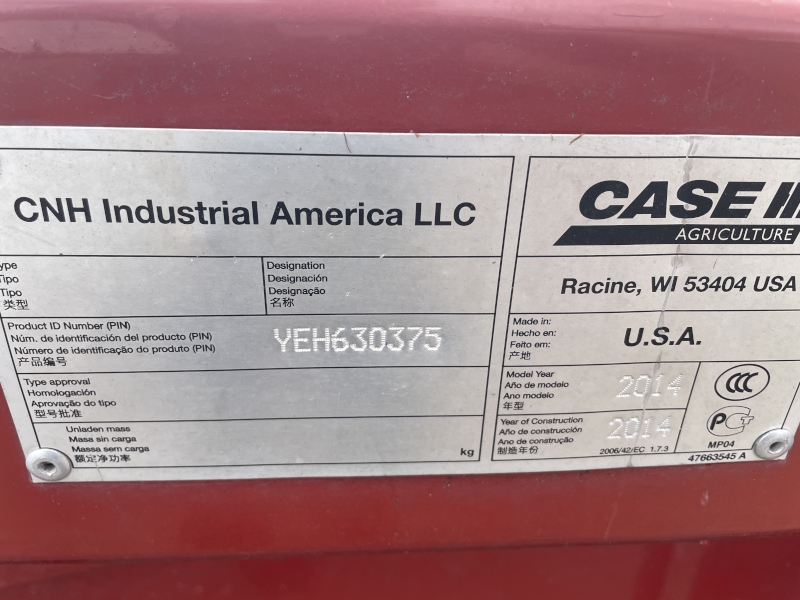 CNH Industrial America LLC
CASE
AGRICULTURE
Racine, WI 53404 USA
Tipo
Tipo
类型
Designation
Designación
Designação
名称
Product ID Number (PIN)
Núm. de identificación del producto (PIN)
Número de identificação do produto (PIN)
产品编号
YEH630375
Made in:
Hecho en:
Feito em:
产地
U.S.A.
Type approval
Homologación
Aprovação do tipo
型号批准
Model Year
Año de modelo
Ano modelo
年型
2014
CCC
Unladen mass
Masa sin carga
Massa sem carga
额定净功率
kg
Year of Construction
Año de construcción
Ano de construção
制造年份
2014
2006/42/EC 1.7.3
MP04
47663545 A